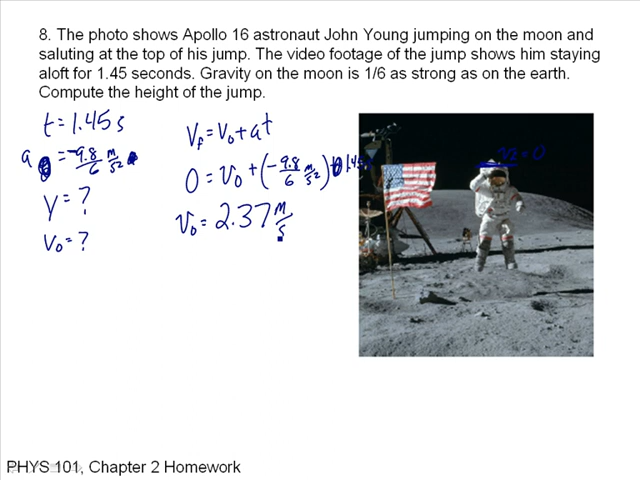 8. The photo shows Apollo 16 astronaut John Young jumping on the moon and
saluting at the top of his jump. The video footage of the jump shows him staying
aloft for 1.45 seconds. Gravity on the moon is 1/6 as strong as on the earth.
Compute the height of the jump.
t = 1.45 s
a = -9.8/6 m/s²
y = ?
v₀ = ?
v_f = v₀ + at
0 = v₀ + (-9.8/6 m/s²) 1.45
v₀ = 2.37 m/s
= 0
PHYS 101, Chapter 2 Homework